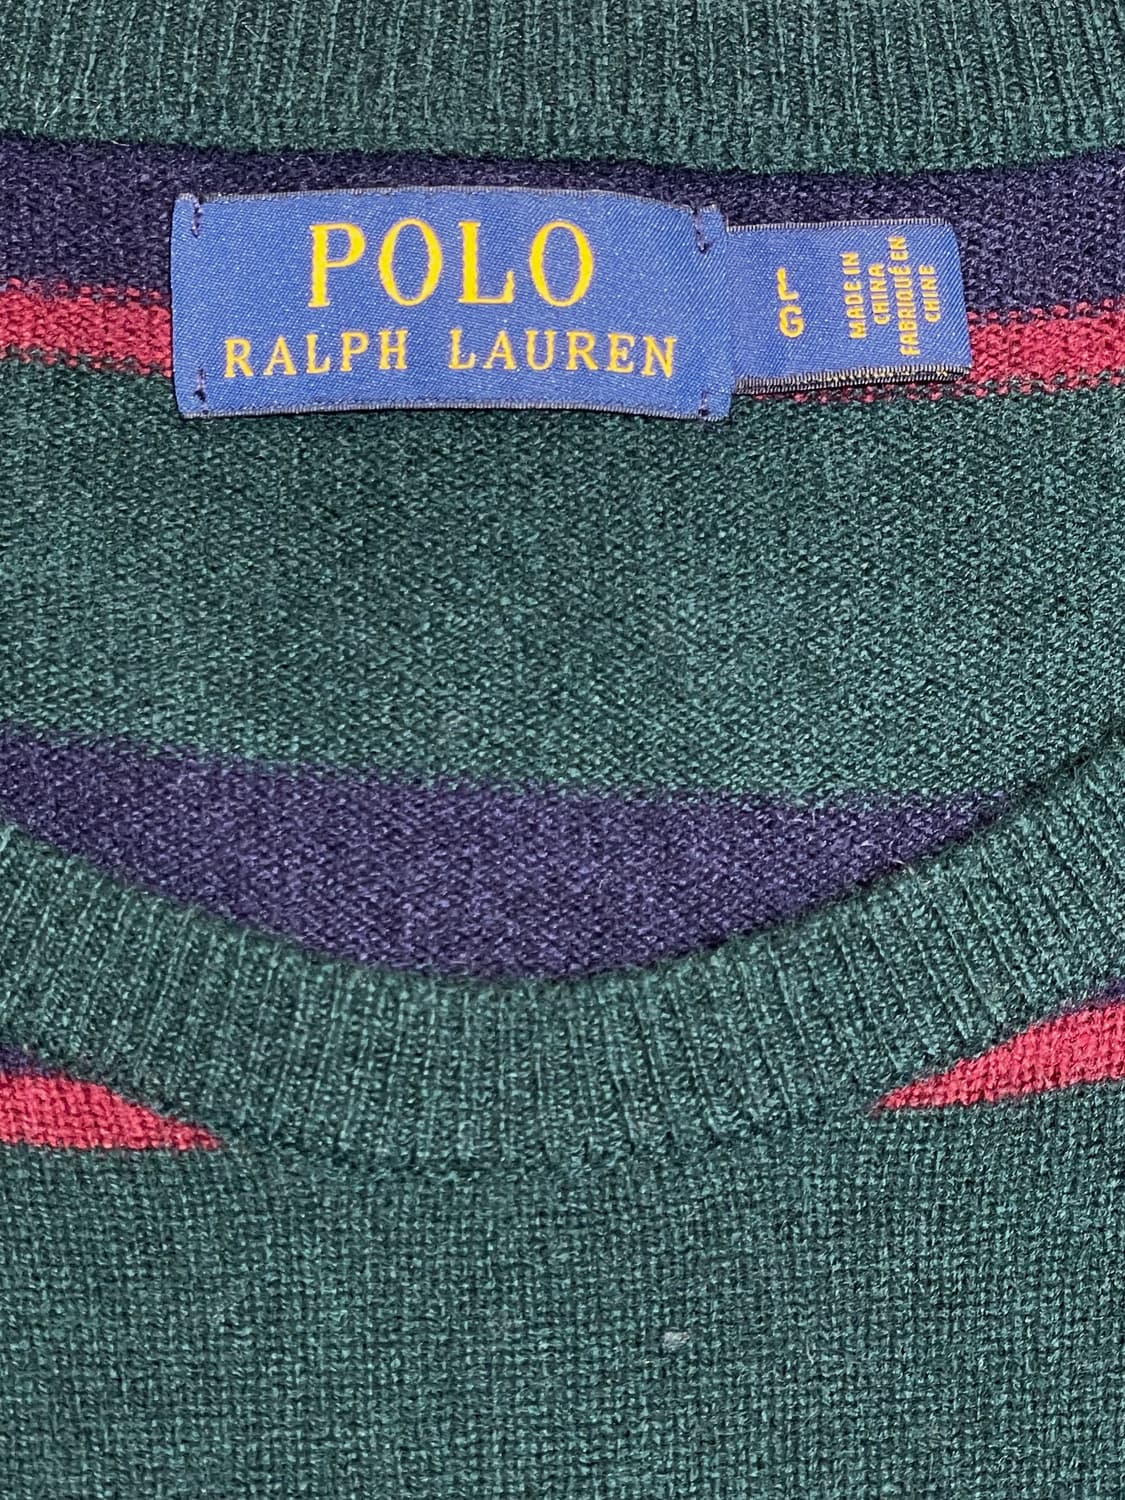 POLO
RALPH LAUREN
L
G
MADE IN
CHINA
FABRIQUÉ EN
CHINE